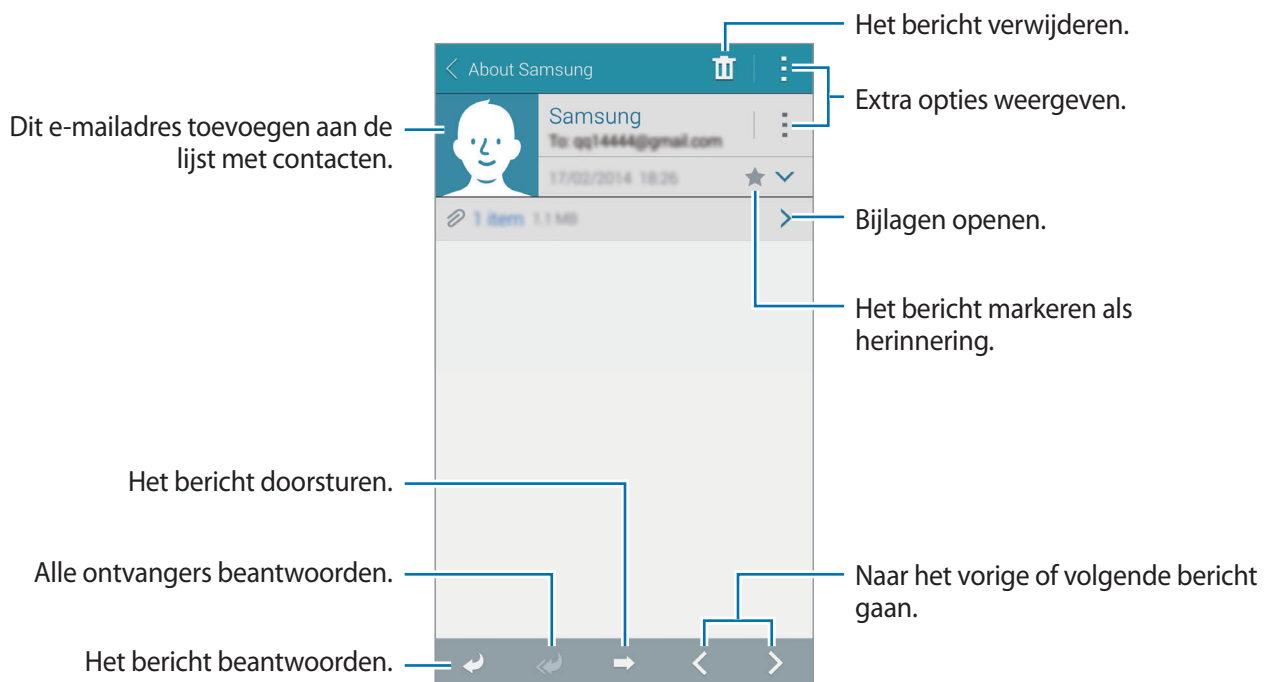 Het bericht verwijderen.
About Samsung
Extra opties weergeven.
Dit e-mailadres toevoegen aan de
lijst met contacten.
Samsung
To: qq14444@gmail.com
17/02/2014 18:26
1 item 1.1 MB
Bijlagen openen.
Het bericht markeren als
herinnering.
Het bericht doorsturen.
Alle ontvangers beantwoorden.
Naar het vorige of volgende bericht
gaan.
Het bericht beantwoorden.